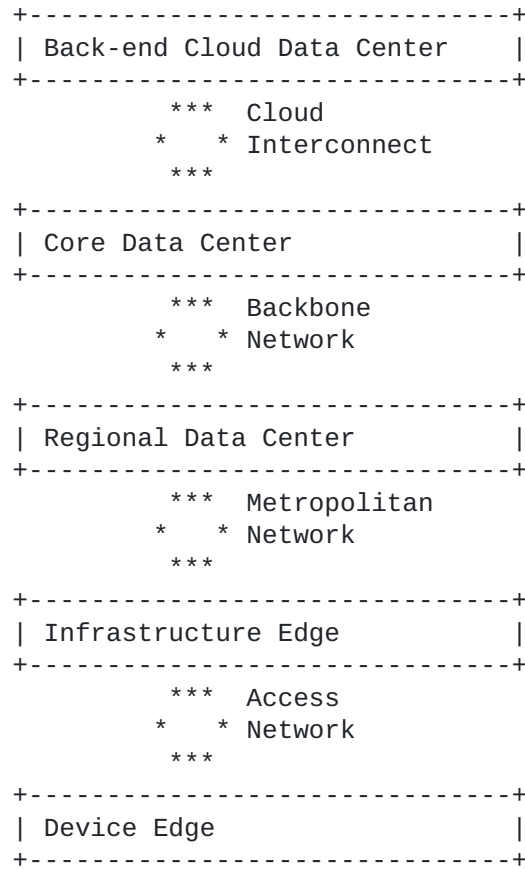 +-------------------------------+
| Back-end Cloud Data Center    |
+-------------------------------+
          ***  Cloud
         *   * Interconnect
          ***
+-------------------------------+
| Core Data Center              |
+-------------------------------+
          ***  Backbone
         *   * Network
          ***
+-------------------------------+
| Regional Data Center          |
+-------------------------------+
          ***  Metropolitan
         *   * Network
          ***
+-------------------------------+
| Infrastructure Edge           |
+-------------------------------+
          ***  Access
         *   * Network
          ***
+-------------------------------+
| Device Edge                   |
+-------------------------------+